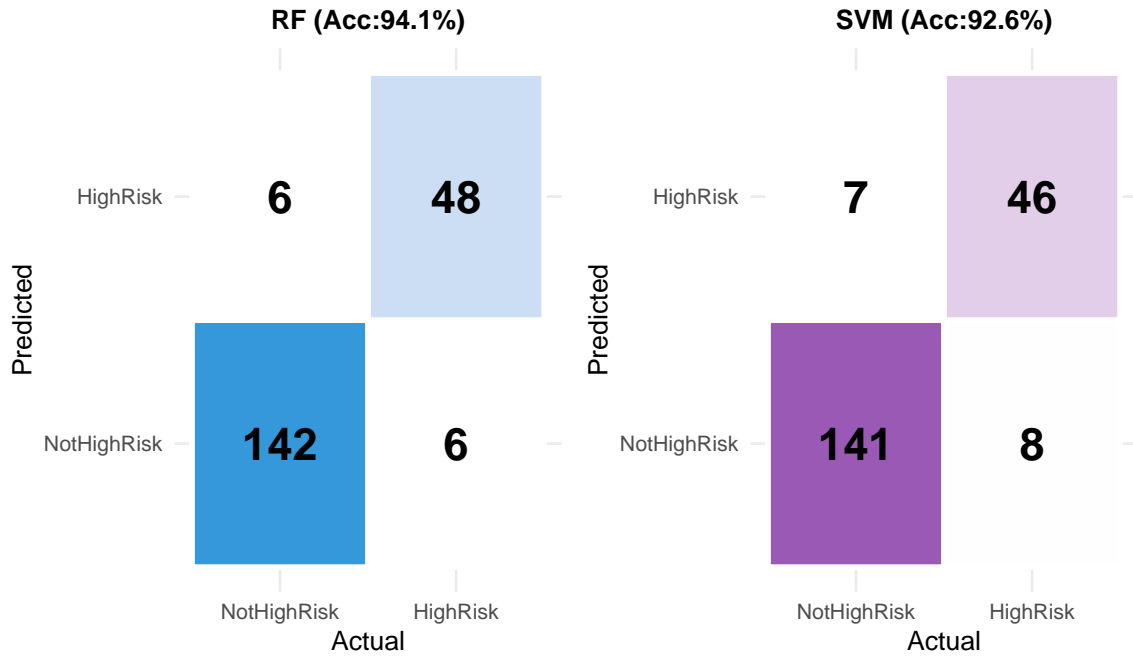 RF (Acc:94.1%)
HighRisk
6
48
Predicted
NotHighRisk
142
6
NotHighRisk
HighRisk
Actual
SVM (Acc:92.6%)
HighRisk
7
46
Predicted
NotHighRisk
141
8
NotHighRisk
HighRisk
Actual